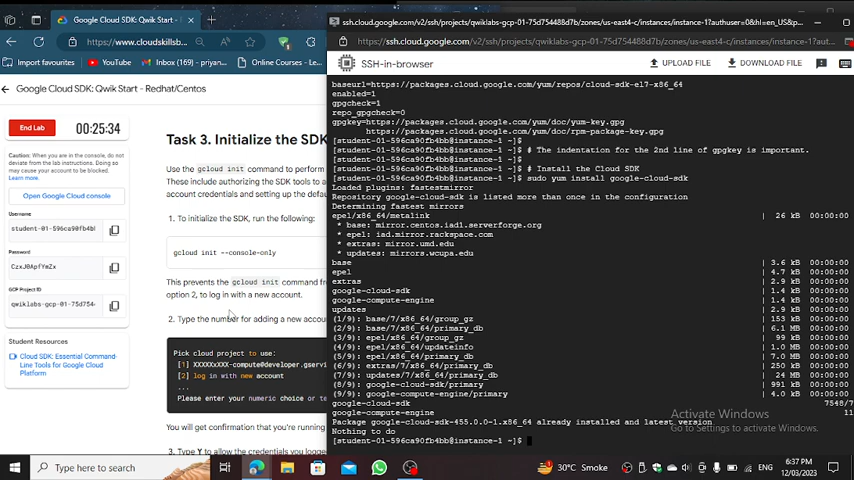 Google Cloud SDK: Qwik Start -
ssh.cloud.google.com/v2/ssh/projects/qwiklabs-gcp-01-75d754488d7b/zones/us-east4-c/instances/instance-1?authuser=0&hl=en_US&p...
https://www.cloudskillsb...
https://ssh.cloud.google.com/v2/ssh/projects/qwiklabs-gcp-01-75d754488d7b/zones/us-east4-c/instances/instance-1?aut...
Import favourites
YouTube
Inbox (169) - priyan...
Online Courses - L...
SSH-in-browser
UPLOAD FILE
DOWNLOAD FILE
Google Cloud SDK: Qwik Start - Redhat/Centos
End Lab
00:25:34
Caution: When you are in the console, do not deviate from the lab instructions. Doing so may cause your account to be blocked.
Learn more.
Open Google Cloud console
Username
student-01-596ca90fb4b
Password
CzxJ0ApfYmZx
GCP Project ID
qwiklabs-gcp-01-75d754
Student Resources
Cloud SDK: Essential Command-
Line Tools for Google Cloud
Platform
Task 3. Initialize the SDK
Use the gcloud init command to perform
These include authorizing the SDK tools to a
account credentials and setting up the defau
1. To initialize the SDK, run the following:
gcloud init --console-only
This prevents the gcloud init command fr
option 2, to log in with a new account.
2. Type the number for adding a new accou
Pick cloud project to use:
[1] XXXXXxXXX-compute@developer.gservi
[2] log in with new account
...
Please enter your numeric choice or te
You will get confirmation that you're running
3. Type Y to allow the credentials you logged
baseurl=https://packages.cloud.google.com/yum/repos/cloud-sdk-el7-x86_64
enabled=1
gpgcheck=1
repo_gpgcheck=0
gpgkey=https://packages.cloud.google.com/yum/doc/yum-key.gpg
https://packages.cloud.google.com/yum/doc/rpm-package-key.gpg
[student-01-596ca90fb4bb@instance-1 ~]$
[student-01-596ca90fb4bb@instance-1 ~]$ # The indentation for the 2nd line of gpgkey is important.
[student-01-596ca90fb4bb@instance-1 ~]$
[student-01-596ca90fb4bb@instance-1 ~]$ # Install the Cloud SDK
[student-01-596ca90fb4bb@instance-1 ~]$ sudo yum install google-cloud-sdk
Loaded plugins: fastestmirror
Repository google-cloud-sdk is listed more than once in the configuration
Determining fastest mirrors
epel/x86_64/metalink | 26 kB 00:00:00
* base: mirror.centos.iad1.serverforge.org
* epel: iad.mirror.rackspace.com
* extras: mirror.umd.edu
* updates: mirrors.wcupa.edu
base | 3.6 kB 00:00:00
epel | 4.7 kB 00:00:00
extras | 2.9 kB 00:00:00
google-cloud-sdk | 1.4 kB 00:00:00
google-compute-engine | 1.4 kB 00:00:00
updates | 2.9 kB 00:00:00
(1/9): base/7/x86_64/group_gz | 153 kB 00:00:00
(2/9): base/7/x86_64/primary_db | 6.1 MB 00:00:00
(3/9): epel/x86_64/group_gz | 99 kB 00:00:00
(4/9): epel/x86_64/updateinfo | 1.0 MB 00:00:00
(5/9): epel/x86_64/primary_db | 7.0 MB 00:00:00
(6/9): extras/7/x86_64/primary_db | 250 kB 00:00:00
(7/9): updates/7/x86_64/primary_db | 24 MB 00:00:00
(8/9): google-cloud-sdk/primary | 991 kB 00:00:00
(9/9): google-compute-engine/primary | 4.0 kB 00:00:00
google-cloud-sdk 7548/7
google-compute-engine 11
Package google-cloud-sdk-455.0.0-1.x86_64 already installed and latest version
Nothing to do
[student-01-596ca90fb4bb@instance-1 ~]$
Activate Windows
Go to Settings to activate Windows.
Type here to search
30°C Smoke
ENG
6:37 PM
12/03/2023